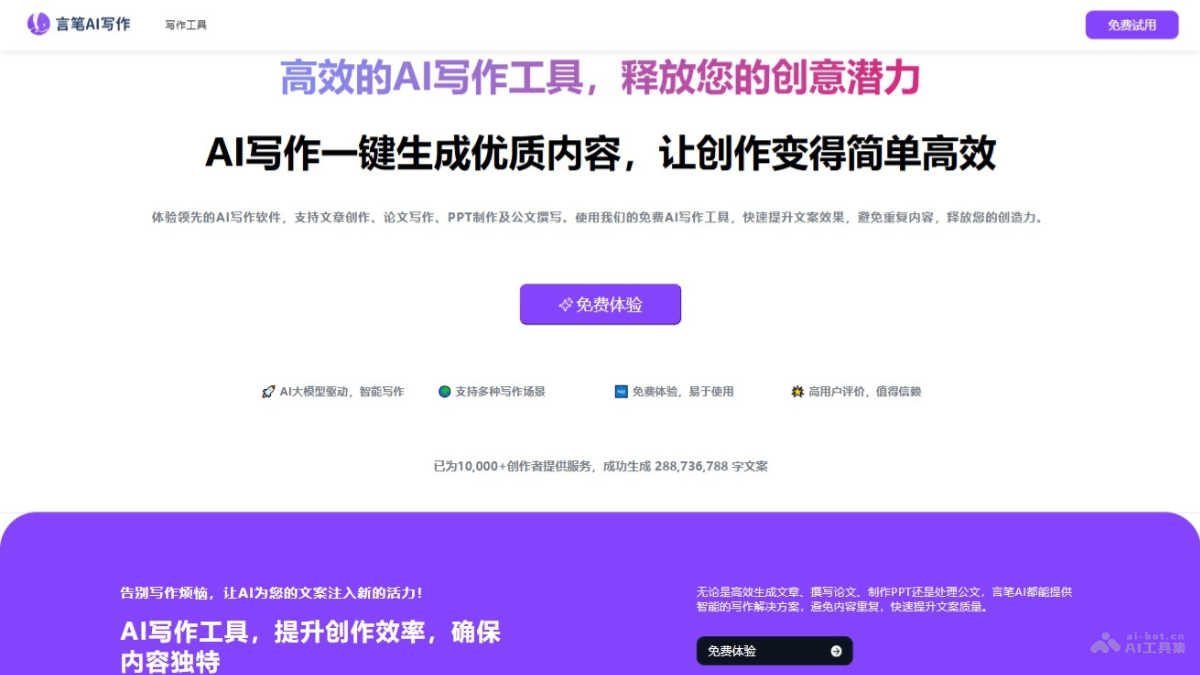 言笔AI写作
写作工具
免费试用
高效的AI写作工具，释放您的创意潜力
AI写作一键生成优质内容，让创作变得简单高效
体验领先的AI写作软件，支持文章创作、论文写作、PPT制作及公文撰写。使用我们的免费AI写作工具，快速提升文案效果，避免重复内容，释放您的创造力。
免费体验
AI大模型驱动，智能写作
支持多种写作场景
免费体验，易于使用
高用户评价，值得信赖
已为10,000+创作者提供服务，成功生成 288,736,788 字文案
告别写作烦恼，让AI为您的文案注入新的活力！
AI写作工具，提升创作效率，确保
内容独特
无论是高效生成文章、撰写论文、制作PPT还是处理公文，言笔AI都能提供
智能的写作解决方案，避免内容重复，快速提升文案质量。
免费体验
ai-bot.cn
AI工具集